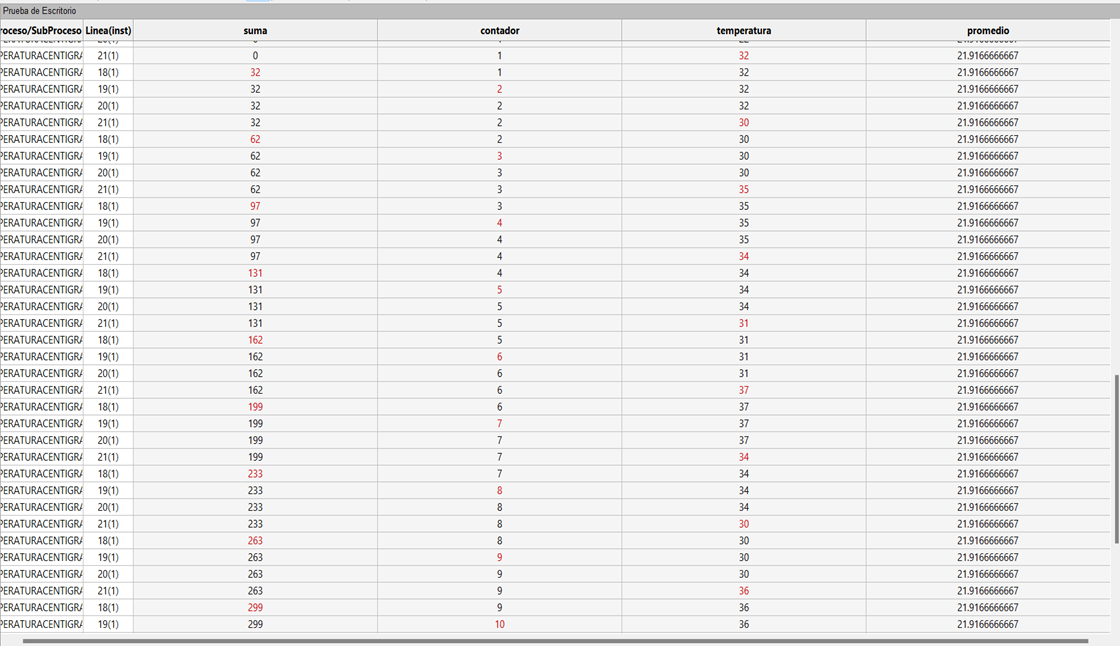 Prueba de Escritorio
roceso/SubProceso Linea(inst) suma contador temperatura promedio
PERATURACENTIGRA 21(1) 0 1 32 21.9166666667
PERATURACENTIGRA 18(1) 32 1 32 21.9166666667
PERATURACENTIGRA 19(1) 32 2 32 21.9166666667
PERATURACENTIGRA 20(1) 32 2 32 21.9166666667
PERATURACENTIGRA 21(1) 32 2 30 21.9166666667
PERATURACENTIGRA 18(1) 62 2 30 21.9166666667
PERATURACENTIGRA 19(1) 62 3 30 21.9166666667
PERATURACENTIGRA 20(1) 62 3 30 21.9166666667
PERATURACENTIGRA 21(1) 62 3 35 21.9166666667
PERATURACENTIGRA 18(1) 97 3 35 21.9166666667
PERATURACENTIGRA 19(1) 97 4 35 21.9166666667
PERATURACENTIGRA 20(1) 97 4 35 21.9166666667
PERATURACENTIGRA 21(1) 97 4 34 21.9166666667
PERATURACENTIGRA 18(1) 131 4 34 21.9166666667
PERATURACENTIGRA 19(1) 131 5 34 21.9166666667
PERATURACENTIGRA 20(1) 131 5 34 21.9166666667
PERATURACENTIGRA 21(1) 131 5 31 21.9166666667
PERATURACENTIGRA 18(1) 162 5 31 21.9166666667
PERATURACENTIGRA 19(1) 162 6 31 21.9166666667
PERATURACENTIGRA 20(1) 162 6 31 21.9166666667
PERATURACENTIGRA 21(1) 162 6 37 21.9166666667
PERATURACENTIGRA 18(1) 199 6 37 21.9166666667
PERATURACENTIGRA 19(1) 199 7 37 21.9166666667
PERATURACENTIGRA 20(1) 199 7 37 21.9166666667
PERATURACENTIGRA 21(1) 199 7 34 21.9166666667
PERATURACENTIGRA 18(1) 233 7 34 21.9166666667
PERATURACENTIGRA 19(1) 233 8 34 21.9166666667
PERATURACENTIGRA 20(1) 233 8 34 21.9166666667
PERATURACENTIGRA 21(1) 233 8 30 21.9166666667
PERATURACENTIGRA 18(1) 263 8 30 21.9166666667
PERATURACENTIGRA 19(1) 263 9 30 21.9166666667
PERATURACENTIGRA 20(1) 263 9 30 21.9166666667
PERATURACENTIGRA 21(1) 263 9 36 21.9166666667
PERATURACENTIGRA 18(1) 299 9 36 21.9166666667
PERATURACENTIGRA 19(1) 299 10 36 21.9166666667